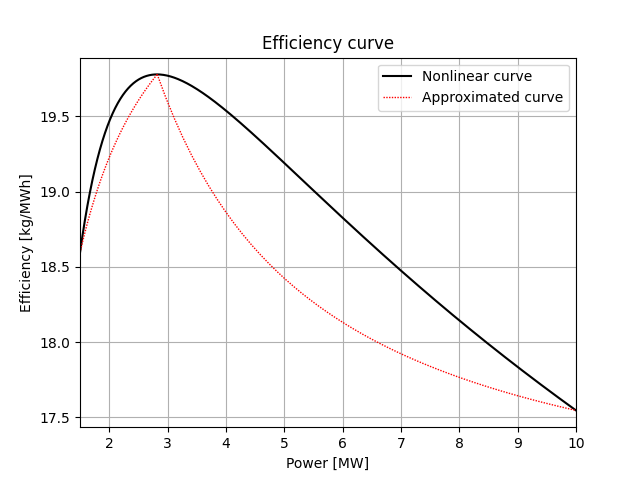 Efficiency curve
Nonlinear curve
Approximated curve
Efficiency [kg/MWh]
19.5
19.0
18.5
18.0
17.5
2 3 4 5 6 7 8 9 10
Power [MW]